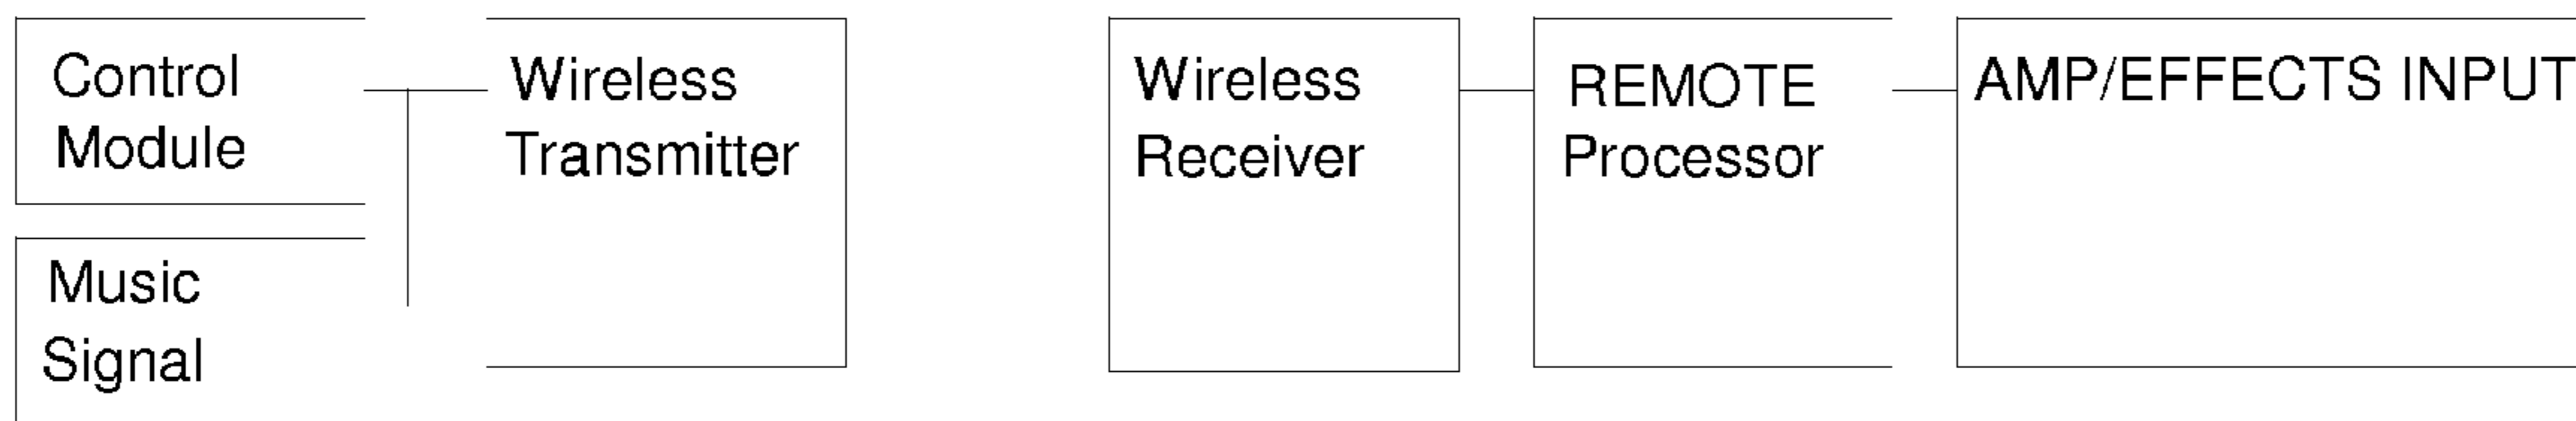 Control
Module
Music
Signal
Wireless
Transmitter
Wireless
Receiver
REMOTE
Processor
AMP/EFFECTS INPUT